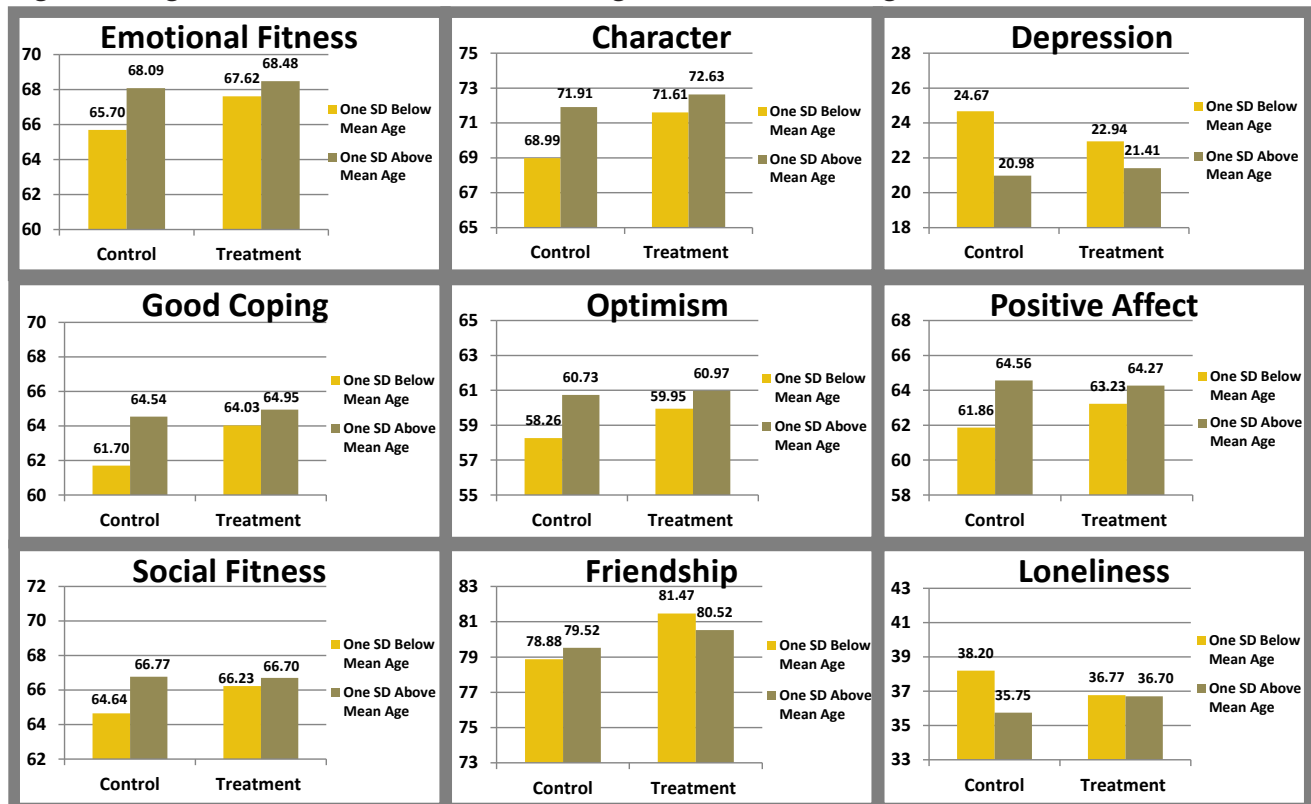 Emotional Fitness
70
68
66
64
62
60
65.70
68.09
67.62
68.48
Control
Treatment
One SD Below
Mean Age
One SD Above
Mean Age
Character
75
73
71
69
67
65
68.99
71.91
71.61
72.63
Control
Treatment
One SD Below
Mean Age
One SD Above
Mean Age
Depression
28
26
24
22
20
18
24.67
20.98
22.94
21.41
Control
Treatment
One SD Below
Mean Age
One SD Above
Mean Age
Good Coping
70
68
66
64
62
60
61.70
64.54
64.03
64.95
Control
Treatment
One SD Below
Mean Age
One SD Above
Mean Age
Optimism
65
63
61
59
57
55
58.26
60.73
59.95
60.97
Control
Treatment
One SD Below
Mean Age
One SD Above
Mean Age
Positive Affect
68
66
64
62
60
58
61.86
64.56
63.23
64.27
Control
Treatment
One SD Below
Mean Age
One SD Above
Mean Age
Social Fitness
72
70
68
66
64
62
64.64
66.77
66.23
66.70
Control
Treatment
One SD Below
Mean Age
One SD Above
Mean Age
Friendship
83
81
79
77
75
73
78.88
79.52
81.47
80.52
Control
Treatment
One SD Below
Mean Age
One SD Above
Mean Age
Loneliness
43
41
39
37
35
33
38.20
35.75
36.77
36.70
Control
Treatment
One SD Below
Mean Age
One SD Above
Mean Age